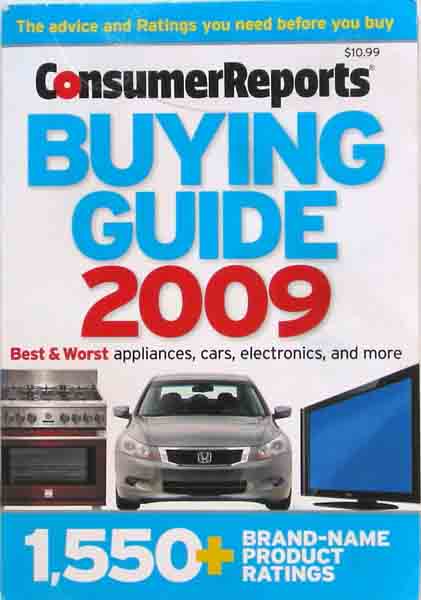 The advice and Ratings you need before you buy
$10.99
ConsumerReports®
BUYING
GUIDE
2009
Best & Worst appliances, cars, electronics, and more
1,550+ BRAND-NAME
PRODUCT
RATINGS